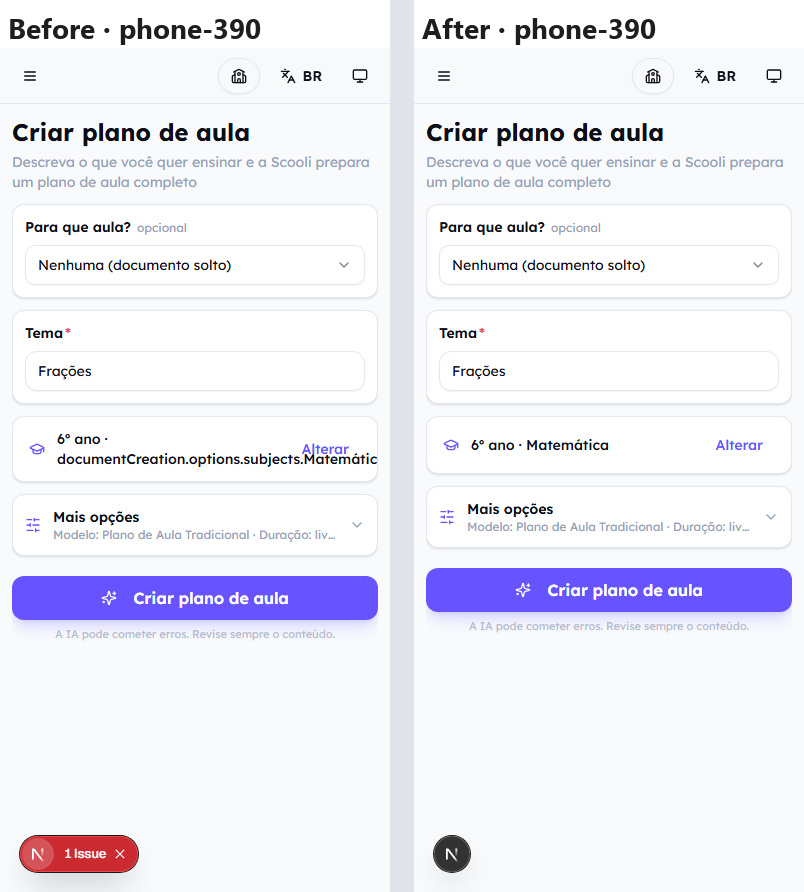 Before · phone-390
BR
Criar plano de aula
Descreva o que você quer ensinar e a Scooli prepara
um plano de aula completo
Para que aula? opcional
Nenhuma (documento solto)
Tema*
Frações
6º ano ·
documentCreation.options.subjects.Matemátic
Alterar
Mais opções
Modelo: Plano de Aula Tradicional · Duração: liv...
Criar plano de aula
A IA pode cometer erros. Revise sempre o conteúdo.
N 1 Issue ×
After · phone-390
BR
Criar plano de aula
Descreva o que você quer ensinar e a Scooli prepara
um plano de aula completo
Para que aula? opcional
Nenhuma (documento solto)
Tema*
Frações
6º ano · Matemática Alterar
Mais opções
Modelo: Plano de Aula Tradicional · Duração: liv...
Criar plano de aula
A IA pode cometer erros. Revise sempre o conteúdo.
N